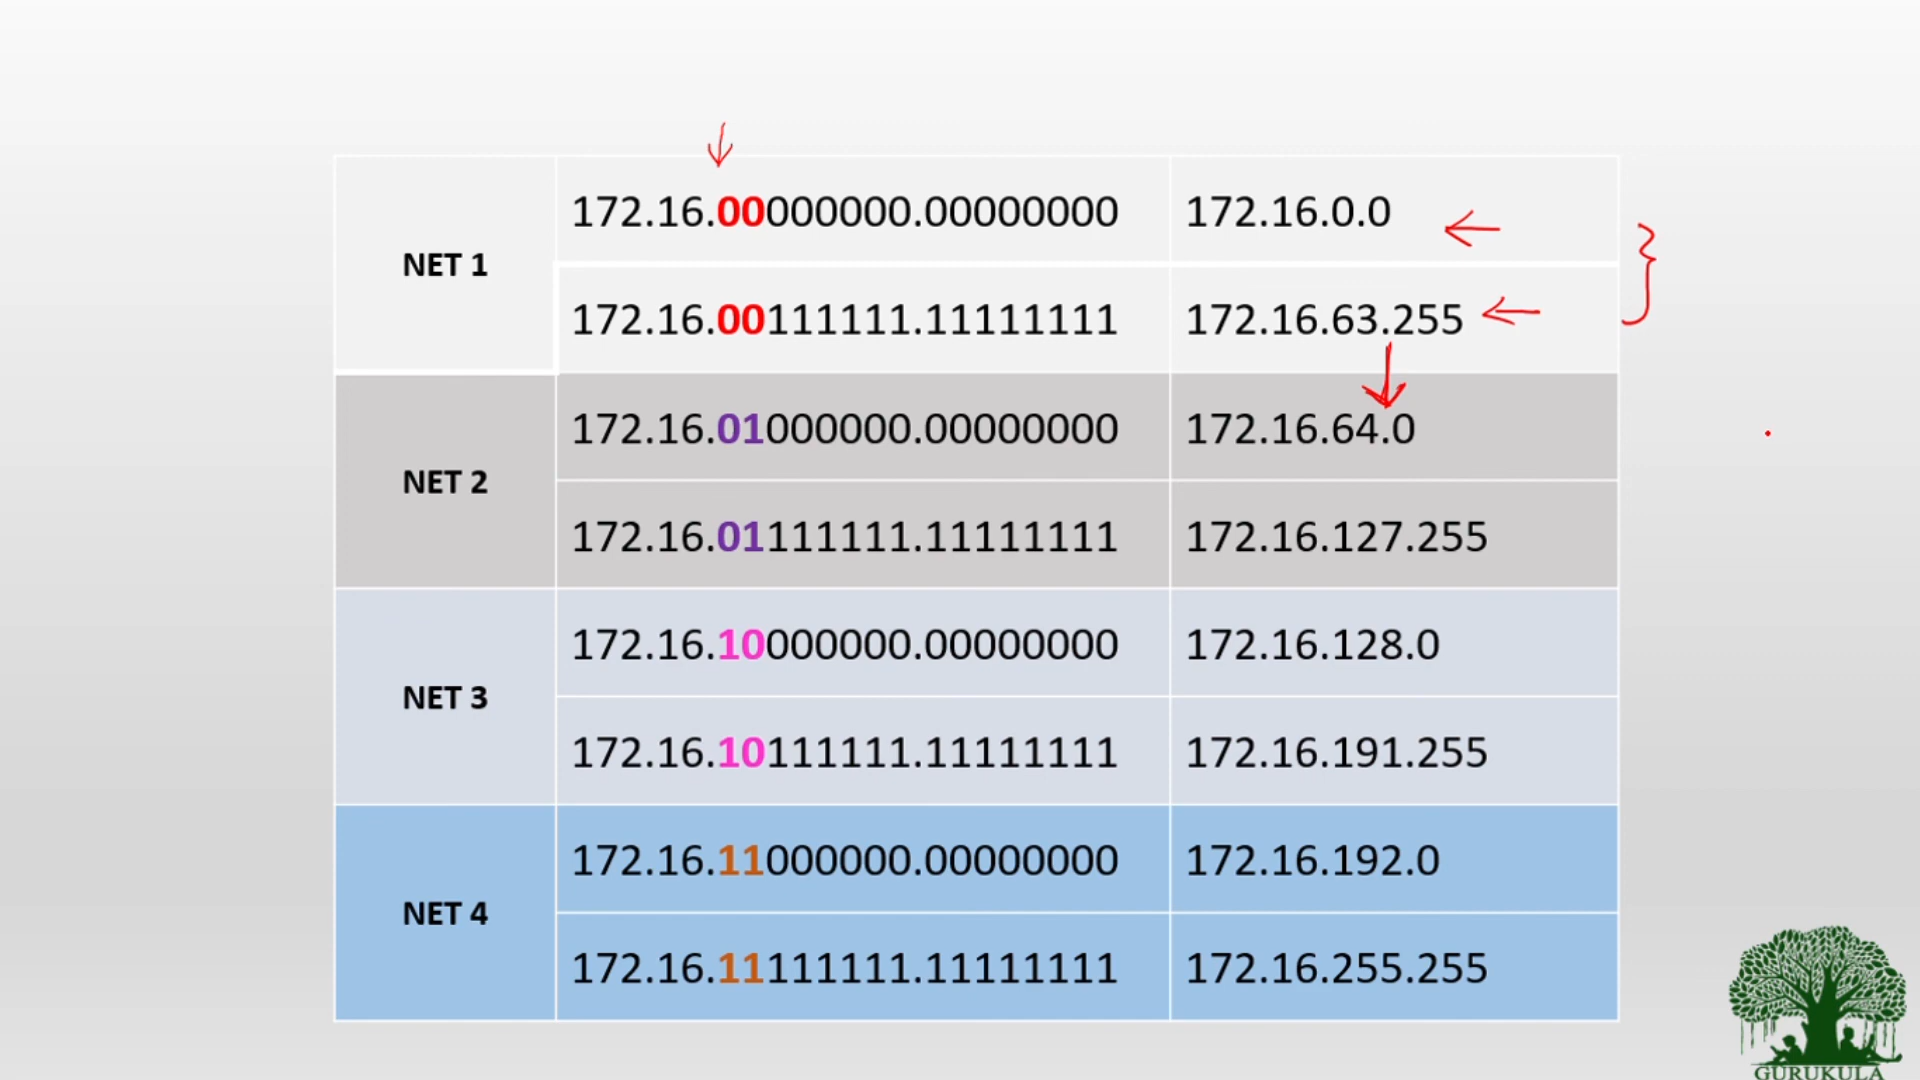 172.16.00000000.00000000 172.16.0.0
NET 1
172.16.00111111.11111111 172.16.63.255
172.16.01000000.00000000 172.16.64.0
NET 2
172.16.01111111.11111111 172.16.127.255
172.16.10000000.00000000 172.16.128.0
NET 3
172.16.10111111.11111111 172.16.191.255
172.16.11000000.00000000 172.16.192.0
NET 4
172.16.11111111.11111111 172.16.255.255
GURUKULA